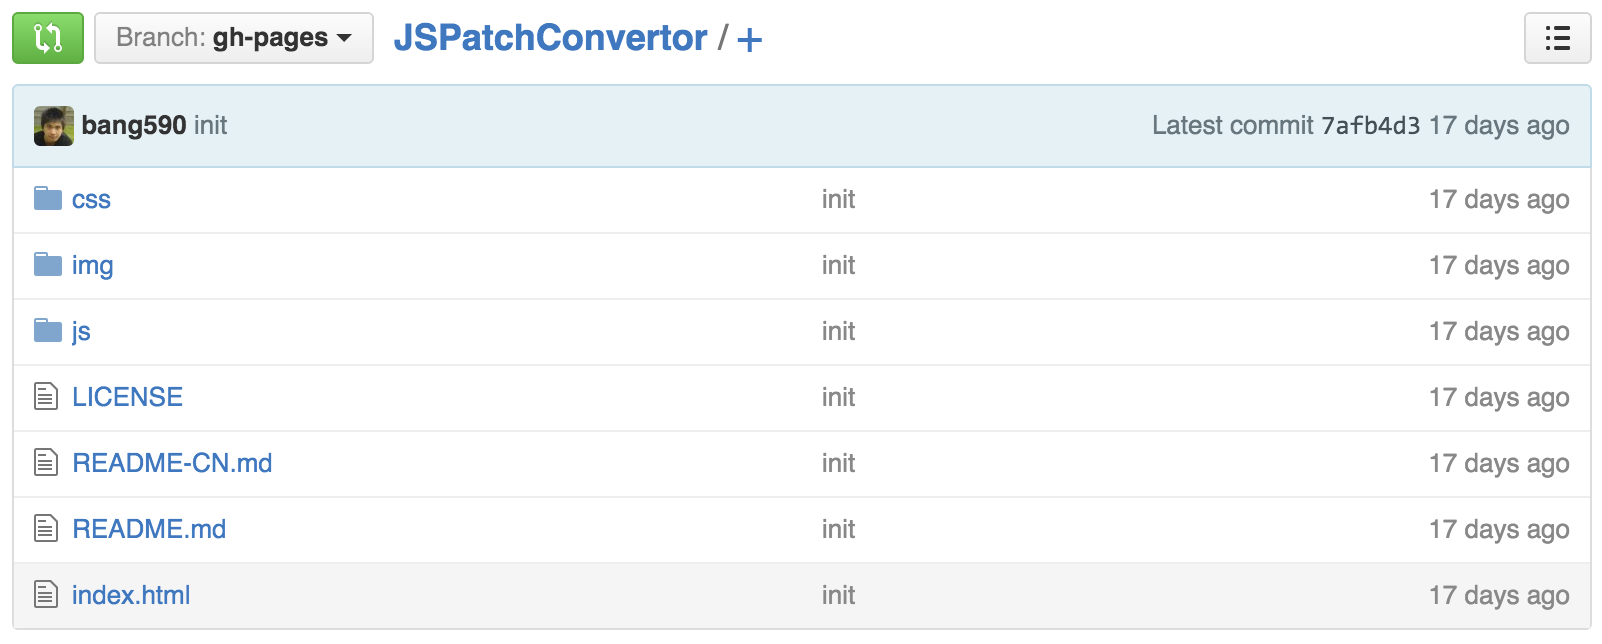 Branch: gh-pages JSPatchConvertor / +
bang590 init Latest commit 7afb4d3 17 days ago
css init 17 days ago
img init 17 days ago
js init 17 days ago
LICENSE init 17 days ago
README-CN.md init 17 days ago
README.md init 17 days ago
index.html init 17 days ago